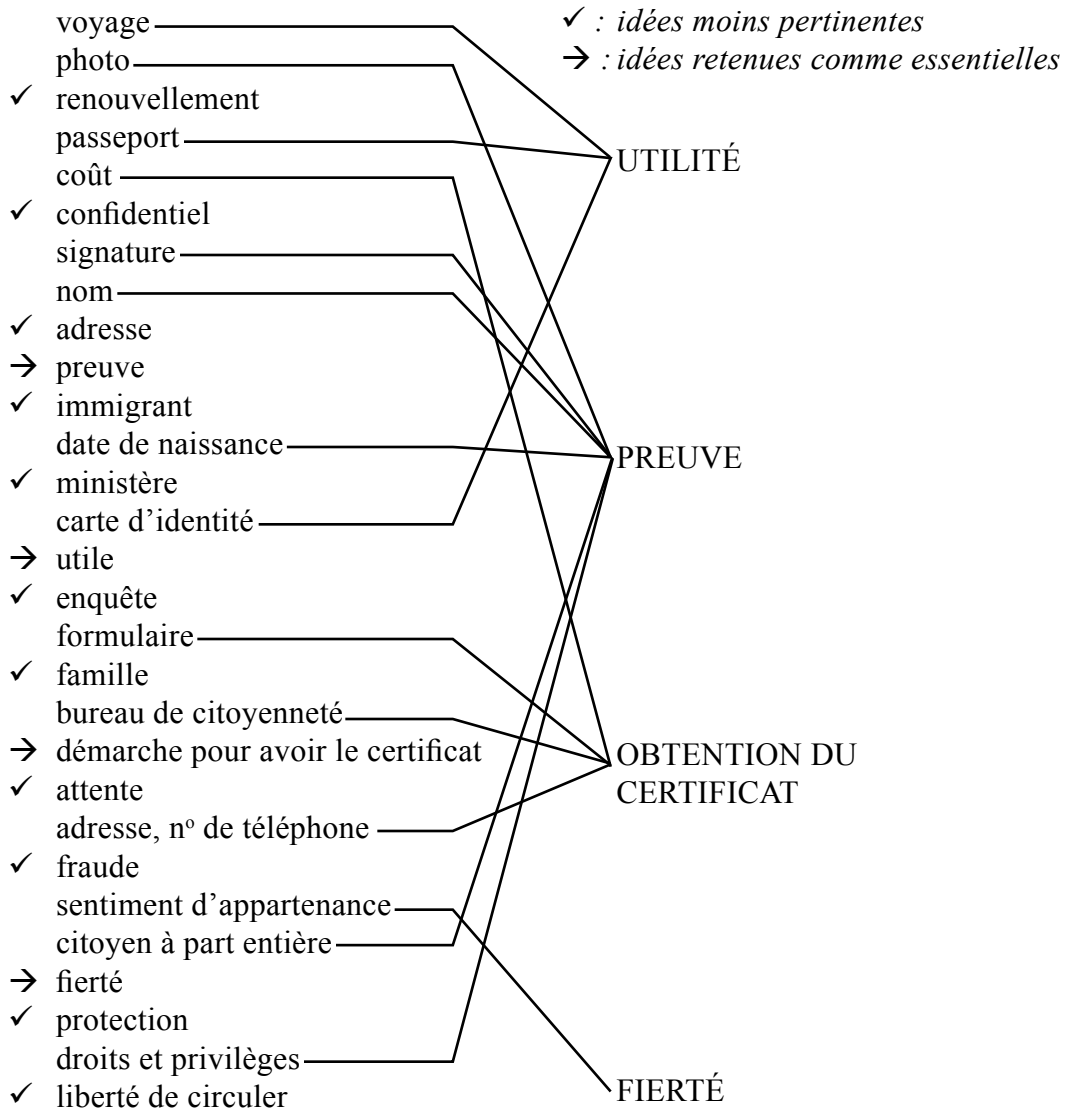 voyage
✓ : idées moins pertinentes
photo
→ : idées retenues comme essentielles
✓ renouvellement
passeport
UTILITÉ
coût
✓ confidentiel
signature
nom
✓ adresse
→ preuve
✓ immigrant
date de naissance
PREUVE
✓ ministère
carte d’identité
→ utile
✓ enquête
formulaire
✓ famille
bureau de citoyenneté
→ démarche pour avoir le certificat
OBTENTION DU
✓ attente
CERTIFICAT
adresse, nº de téléphone
✓ fraude
sentiment d’appartenance
citoyen à part entière
→ fierté
✓ protection
droits et privilèges
✓ liberté de circuler
FIERTÉ